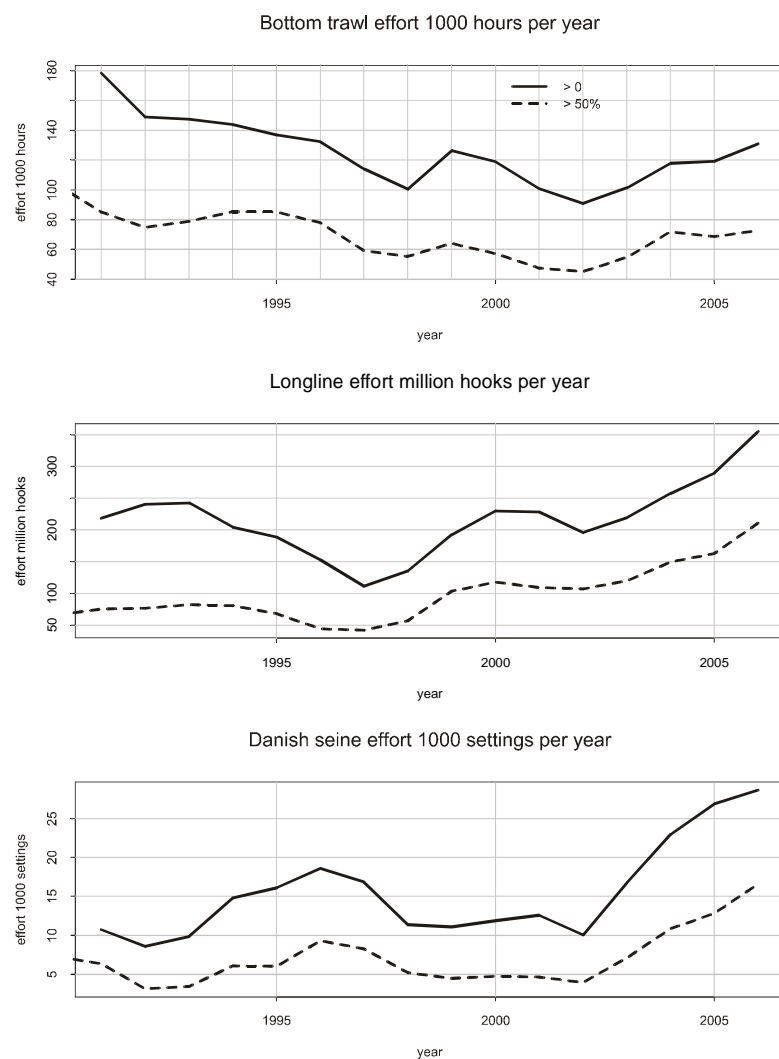 Bottom trawl effort 1000 hours per year
> 0
> 50%
effort 1000 hours
180
140
100
80
60
40
1995 2000 2005
year
Longline effort million hooks per year
effort million hooks
300
200
100
50
1995 2000 2005
year
Danish seine effort 1000 settings per year
effort 1000 settings
25
20
15
10
5
1995 2000 2005
year